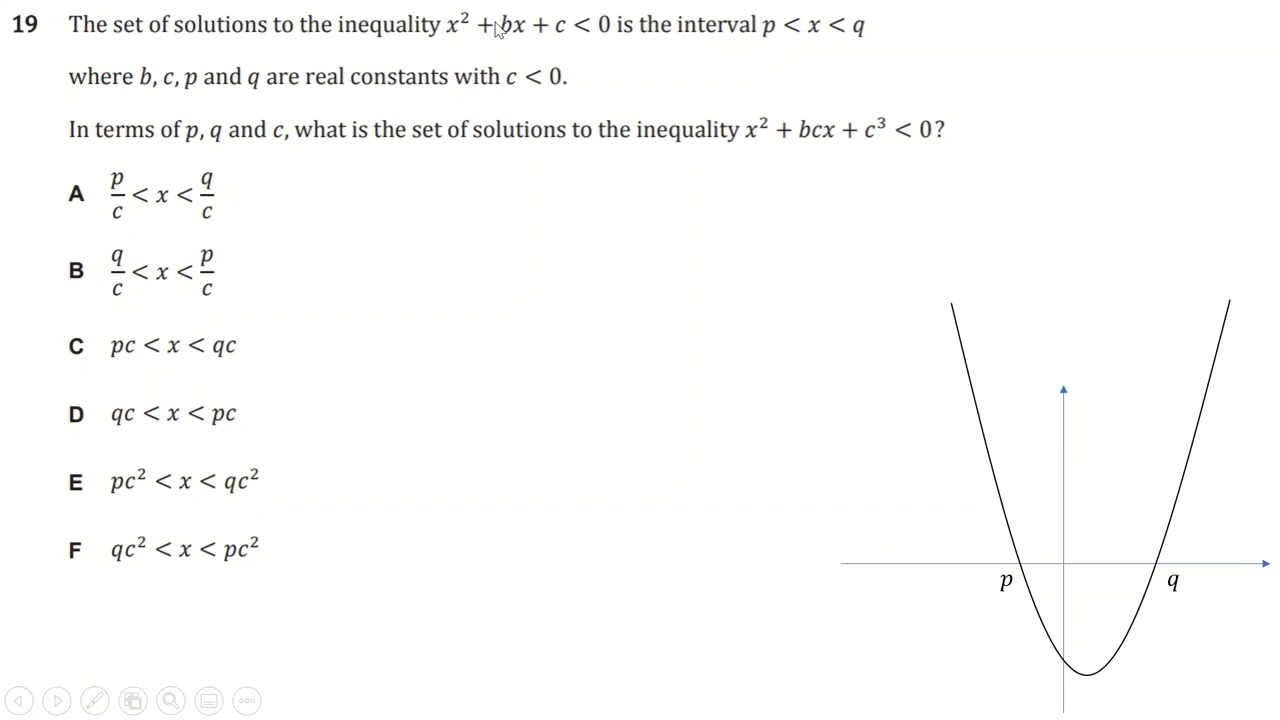 19 The set of solutions to the inequality x² + bx + c < 0 is the interval p < x < q
where b, c, p and q are real constants with c < 0.
In terms of p, q and c, what is the set of solutions to the inequality x² + bcx + c³ < 0?
A p/c < x < q/c
B q/c < x < p/c
C pc < x < qc
D qc < x < pc
E pc² < x < qc²
F qc² < x < pc²
p q